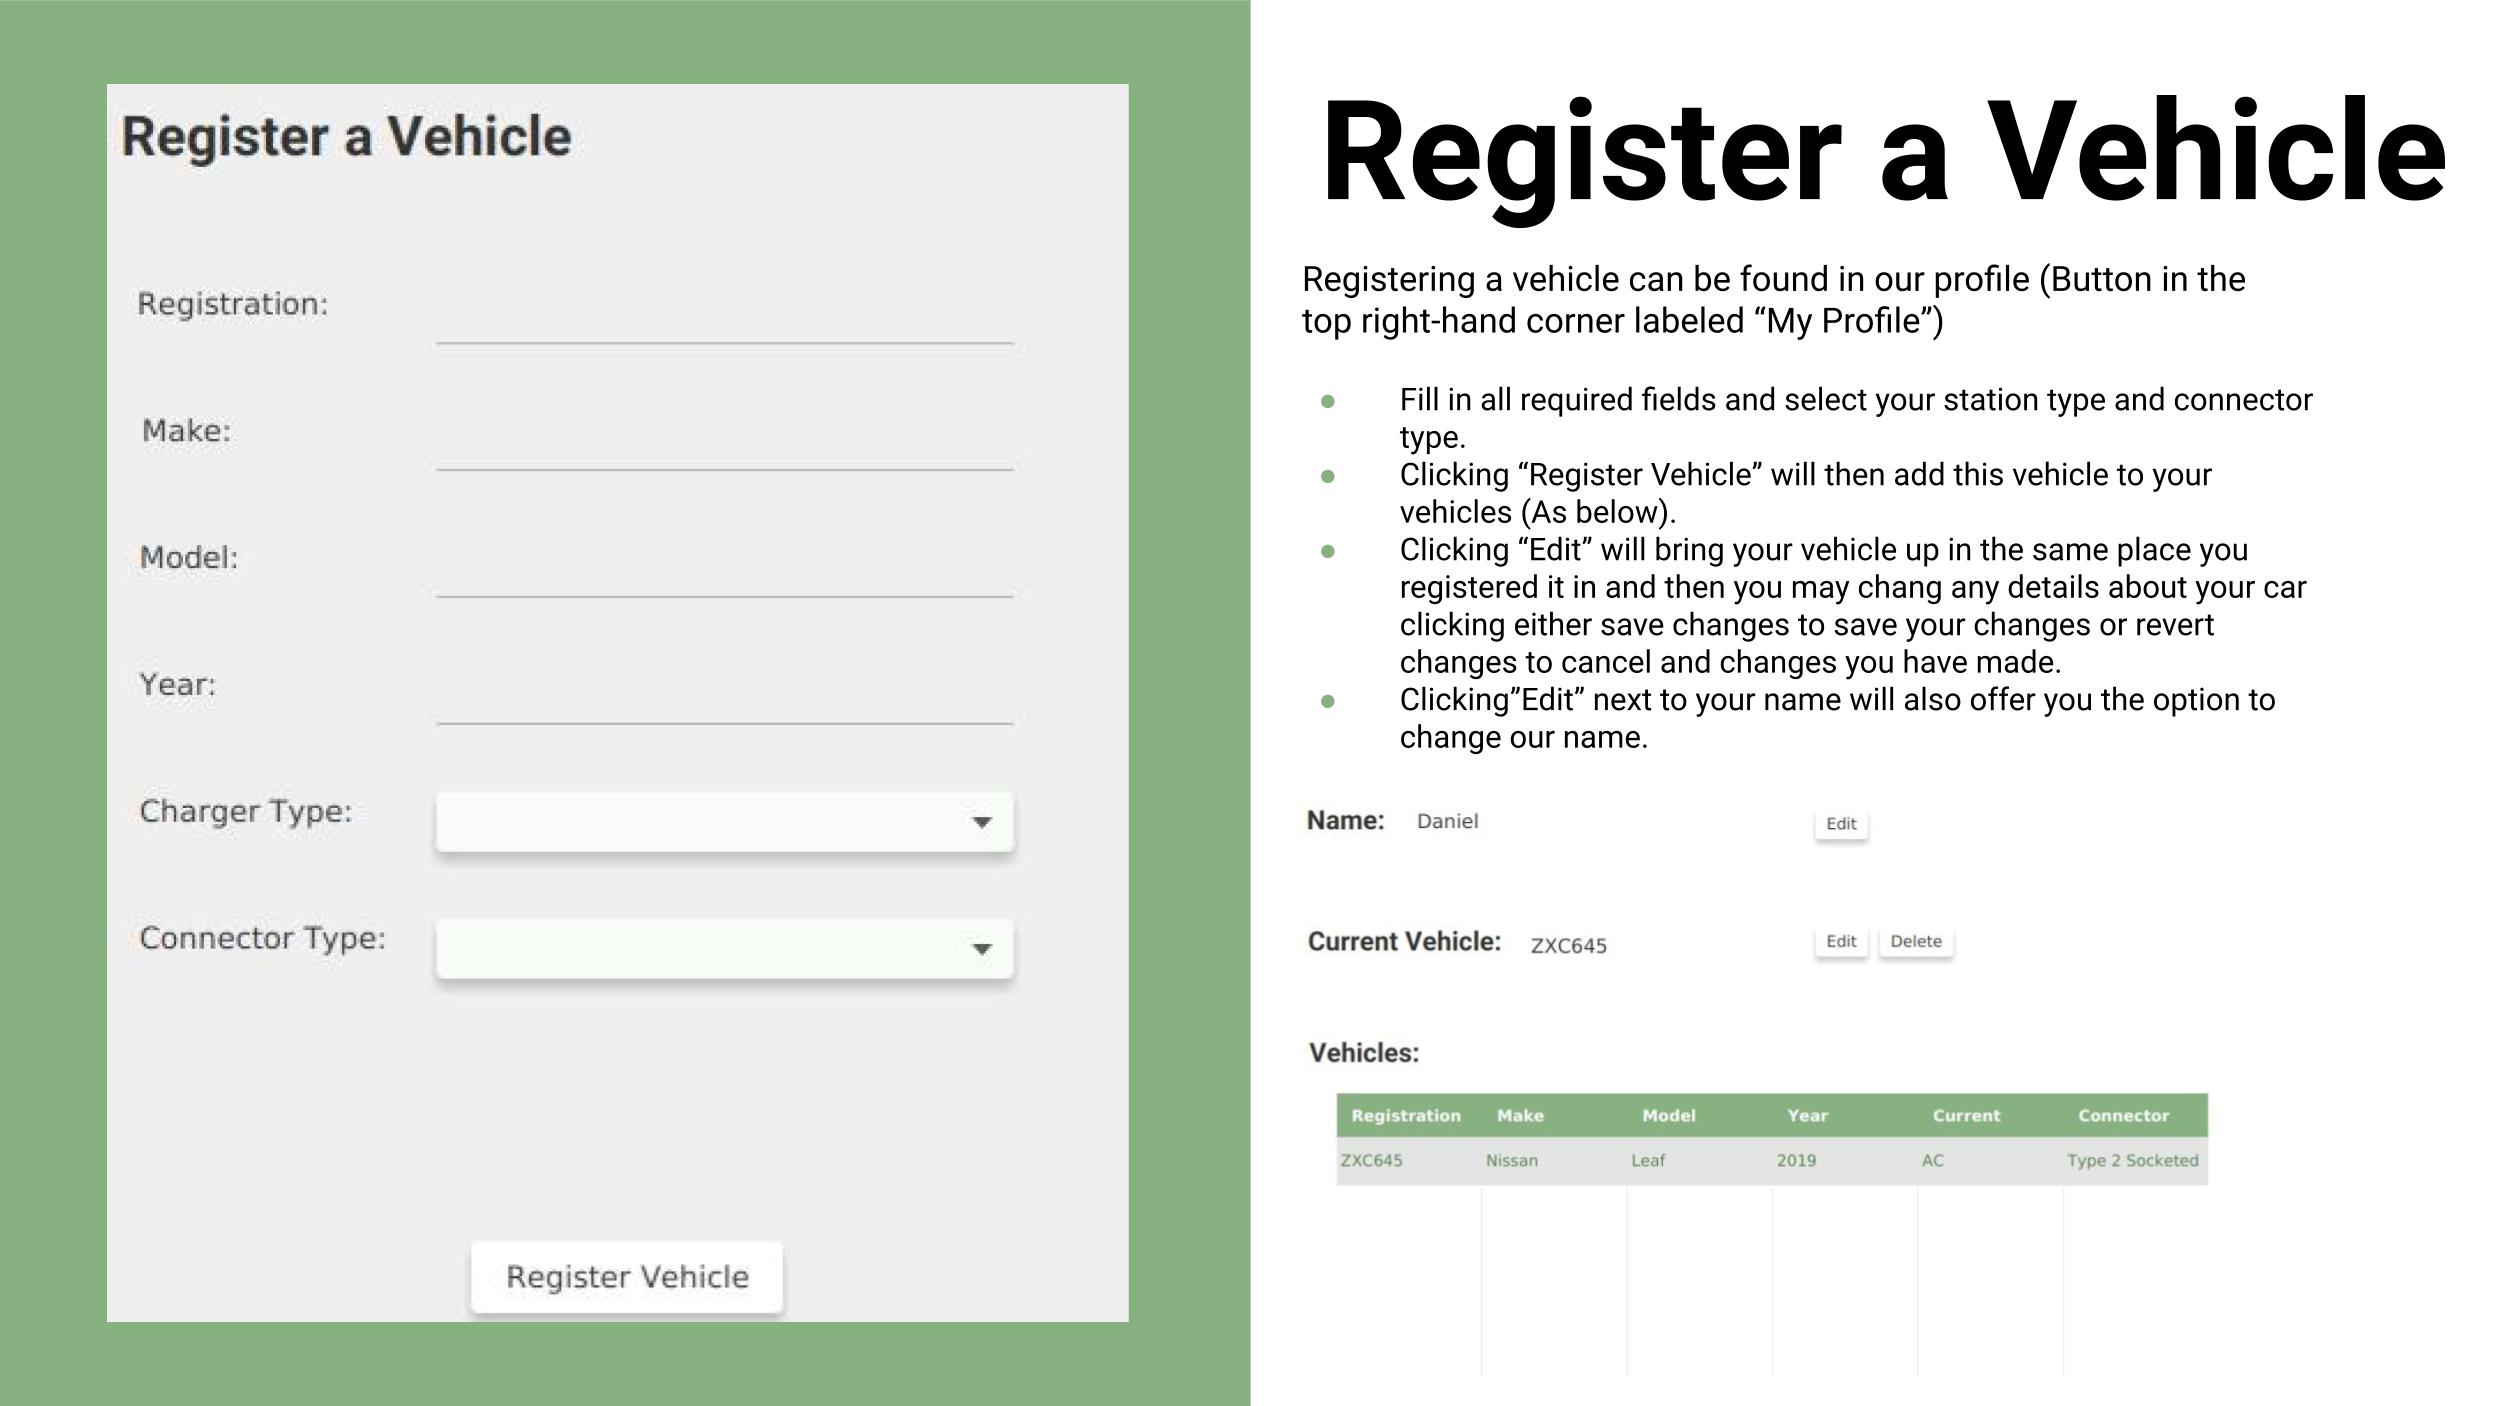 Register a Vehicle
Registration:
Make:
Model:
Year:
Charger Type:
Connector Type:
Register Vehicle
Register a Vehicle
Registering a vehicle can be found in our profile (Button in the
top right-hand corner labeled “My Profile”)
● Fill in all required fields and select your station type and connector
type.
● Clicking “Register Vehicle” will then add this vehicle to your
vehicles (As below).
● Clicking “Edit” will bring your vehicle up in the same place you
registered it in and then you may chang any details about your car
clicking either save changes to save your changes or revert
changes to cancel and changes you have made.
● Clicking”Edit” next to your name will also offer you the option to
change our name.
Name: Daniel Edit
Current Vehicle: ZXC645 Edit Delete
Vehicles:
Registration Make Model Year Current Connector
ZXC645 Nissan Leaf 2019 AC Type 2 Socketed